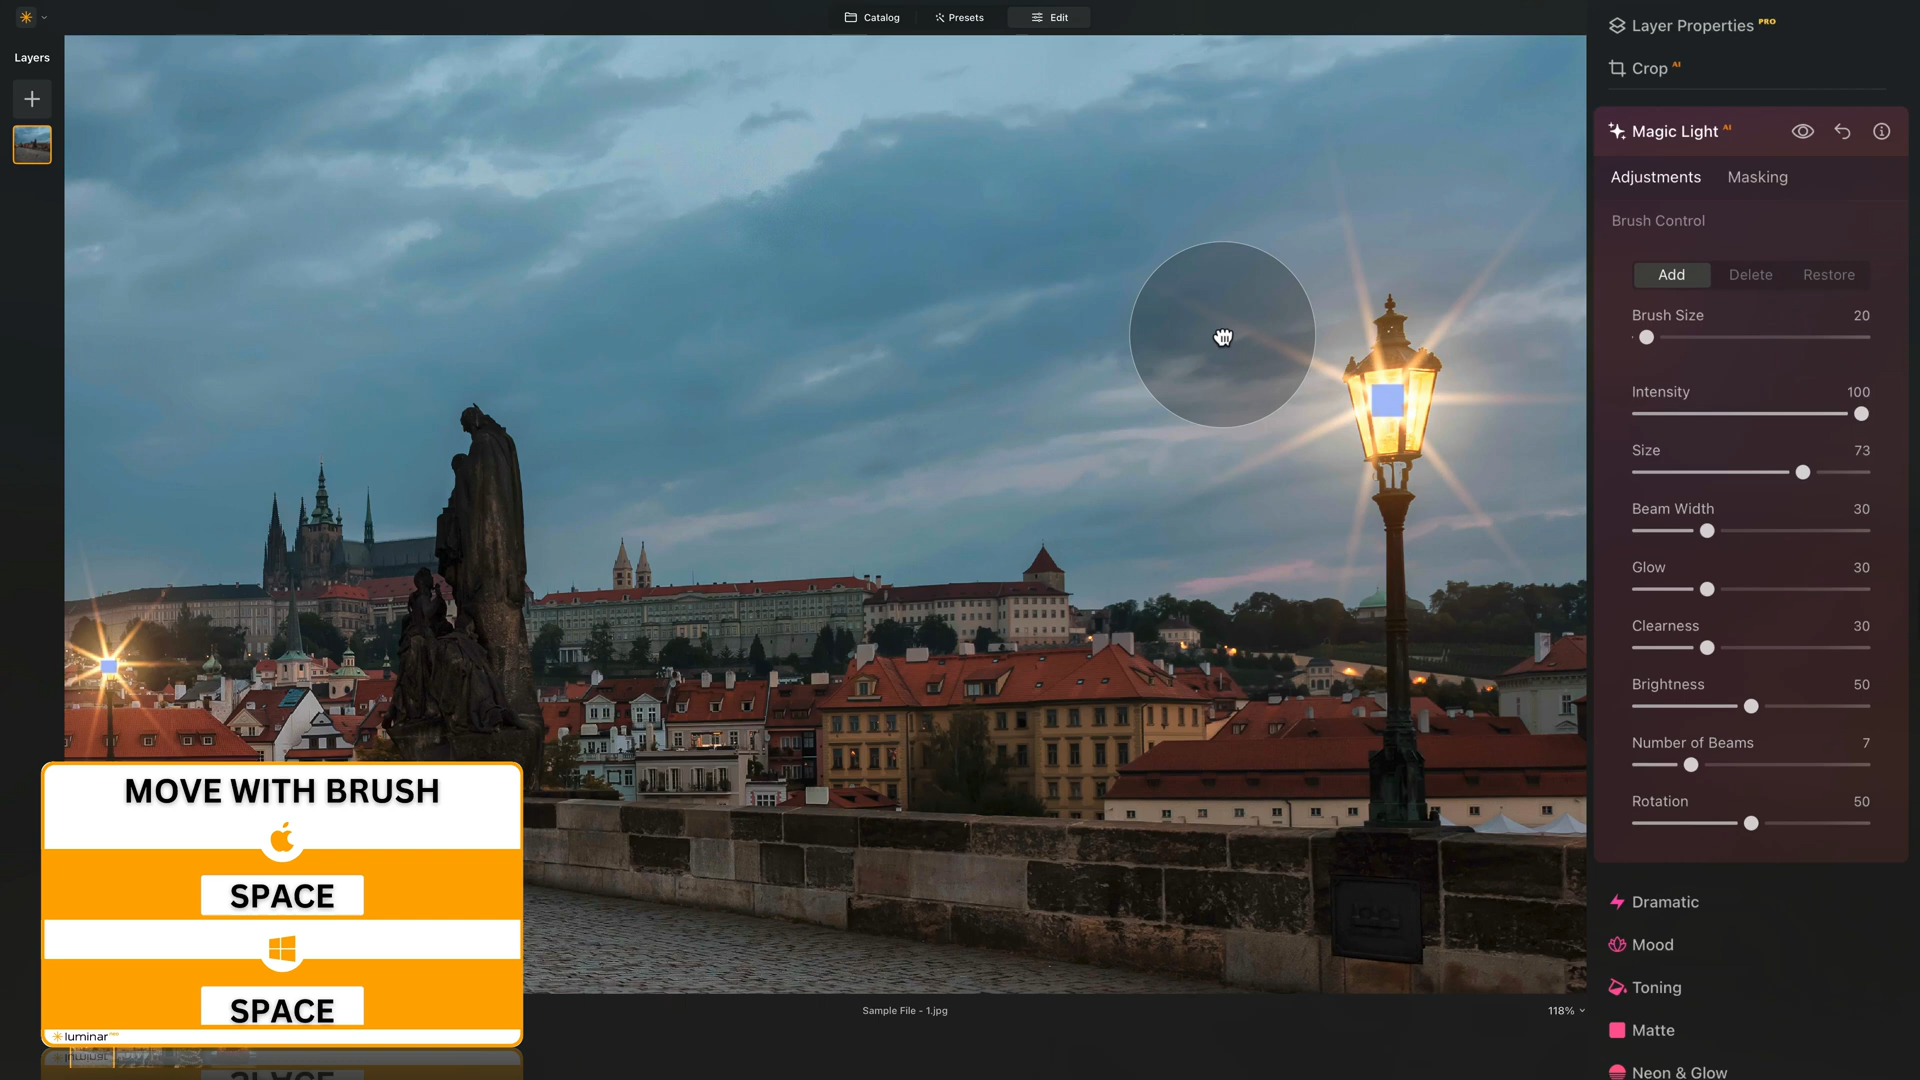 Catalog
Presets
Edit
Layers
Layer Properties PRO
Crop AI
Magic Light AI
Adjustments
Masking
Brush Control
Add
Delete
Restore
Brush Size
20
Intensity
100
Size
73
Beam Width
30
Glow
30
Clearness
30
Brightness
50
Number of Beams
7
Rotation
50
Dramatic
Mood
Toning
Matte
Neon & Glow
MOVE WITH BRUSH
SPACE
SPACE
luminar neo
Sample File - 1.jpg
118%